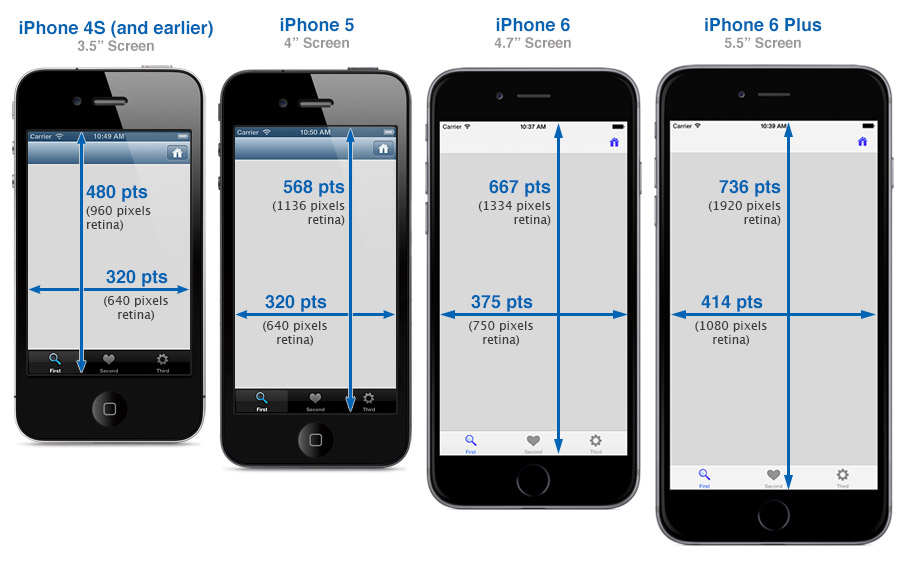 iPhone 4S (and earlier)
3.5” Screen
Carrier 10:49 AM
480 pts
(960 pixels
retina)
320 pts
(640 pixels
retina)
First Second Third
iPhone 5
4” Screen
Carrier 10:50 AM
568 pts
(1136 pixels
retina)
320 pts
(640 pixels
retina)
First Second Third
iPhone 6
4.7” Screen
Carrier 10:37 AM
667 pts
(1334 pixels
retina)
375 pts
(750 pixels
retina)
First Second Third
iPhone 6 Plus
5.5” Screen
Carrier 10:39 AM
736 pts
(1920 pixels
retina)
414 pts
(1080 pixels
retina)
First Second Third